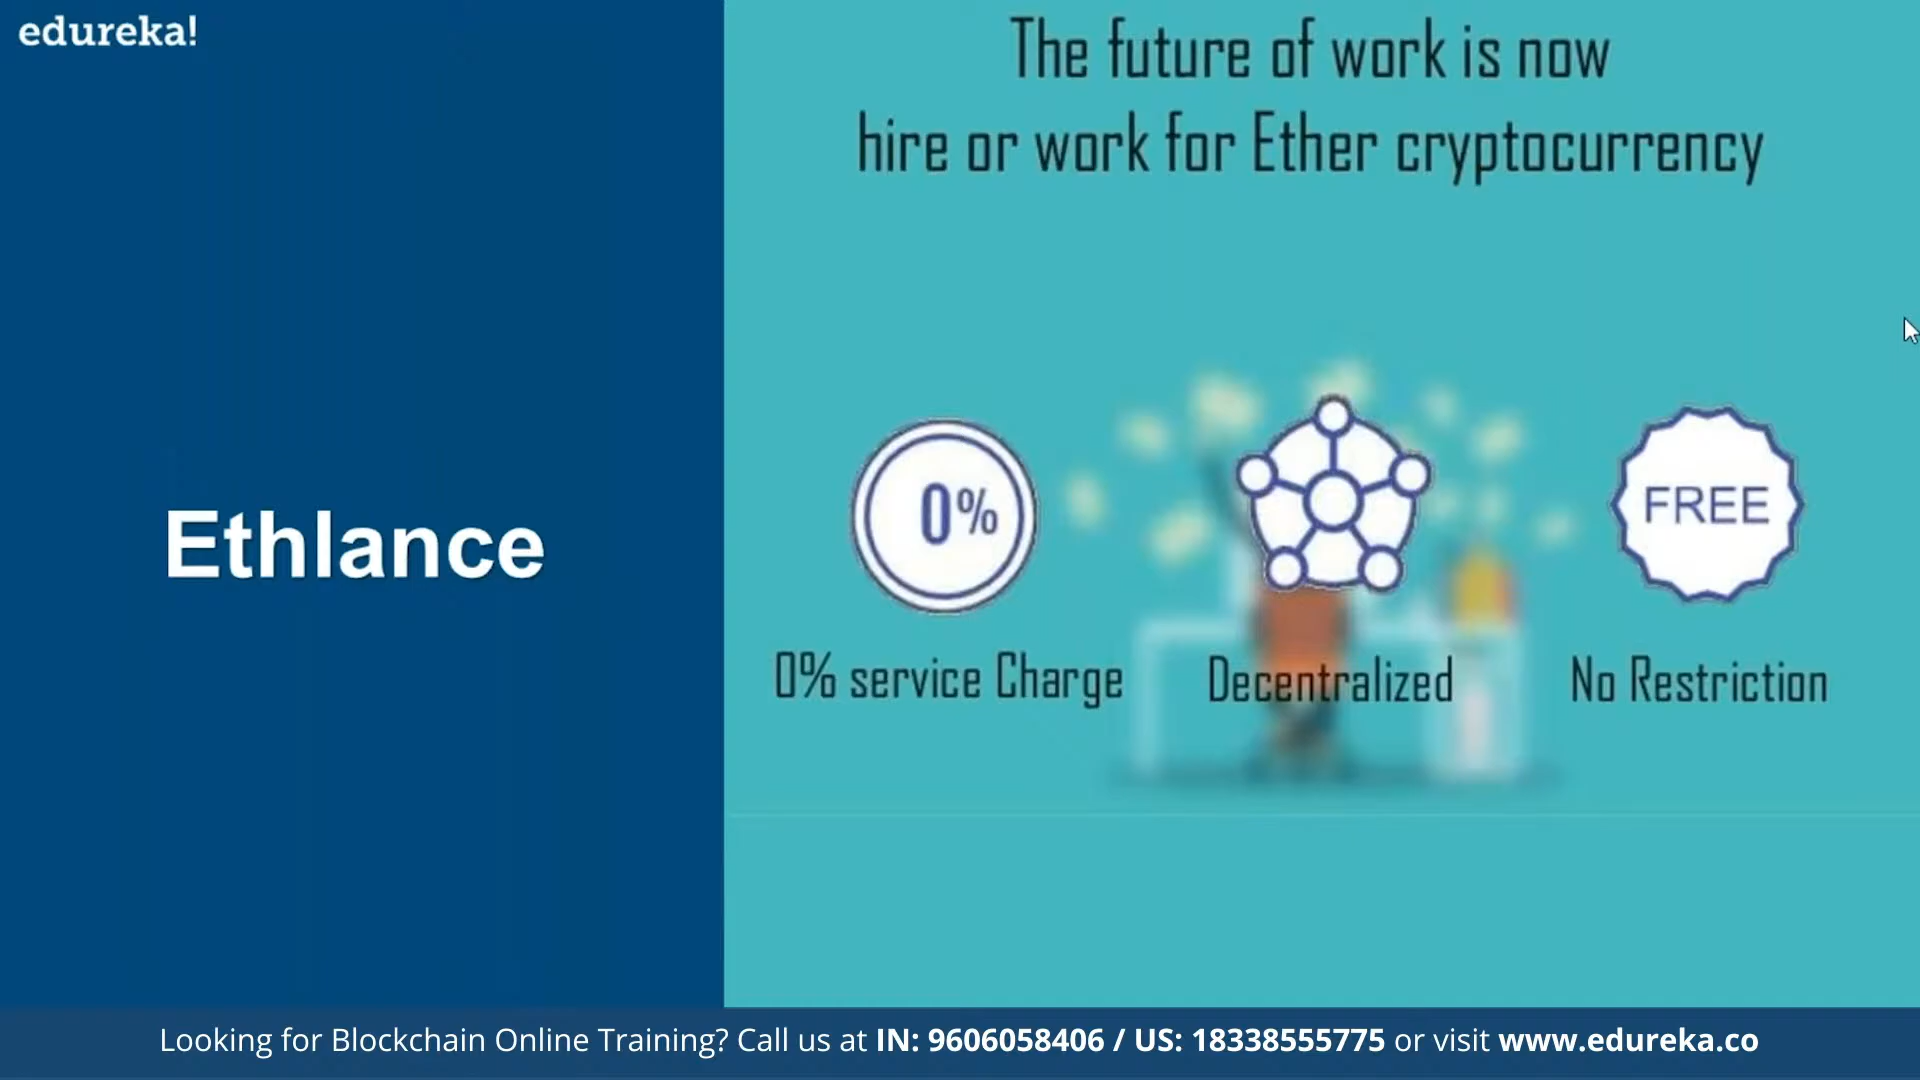 edureka!
The future of work is now
hire or work for Ether cryptocurrency
Ethlance
0%
FREE
0% service Charge
Decentralized
No Restriction
Looking for Blockchain Online Training? Call us at IN: 9606058406 / US: 18338555775 or visit www.edureka.co